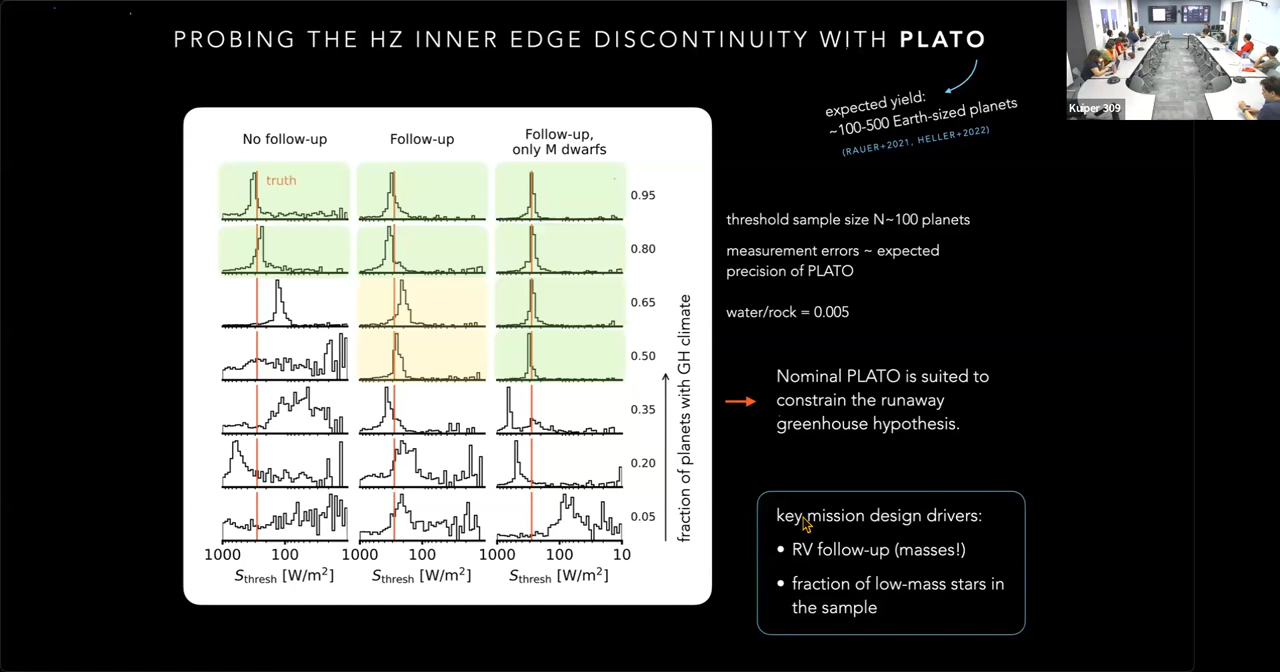 PROBING THE HZ INNER EDGE DISCONTINUITY WITH PLATO
Kuiper 309
expected yield:
~100-500 Earth-sized planets
(RAUER+2021, HELLER+2022)
No follow-up
Follow-up
Follow-up,
only M dwarfs
truth
0.95
0.80
0.65
0.50
0.35
0.20
0.05
fraction of planets with GH climate
1000 100 1000 100 1000 100 10
Sthresh [W/m²] Sthresh [W/m²] Sthresh [W/m²]
threshold sample size N~100 planets
measurement errors ~ expected
precision of PLATO
water/rock = 0.005
Nominal PLATO is suited to
constrain the runaway
greenhouse hypothesis.
key mission design drivers:
• RV follow-up (masses!)
• fraction of low-mass stars in
the sample